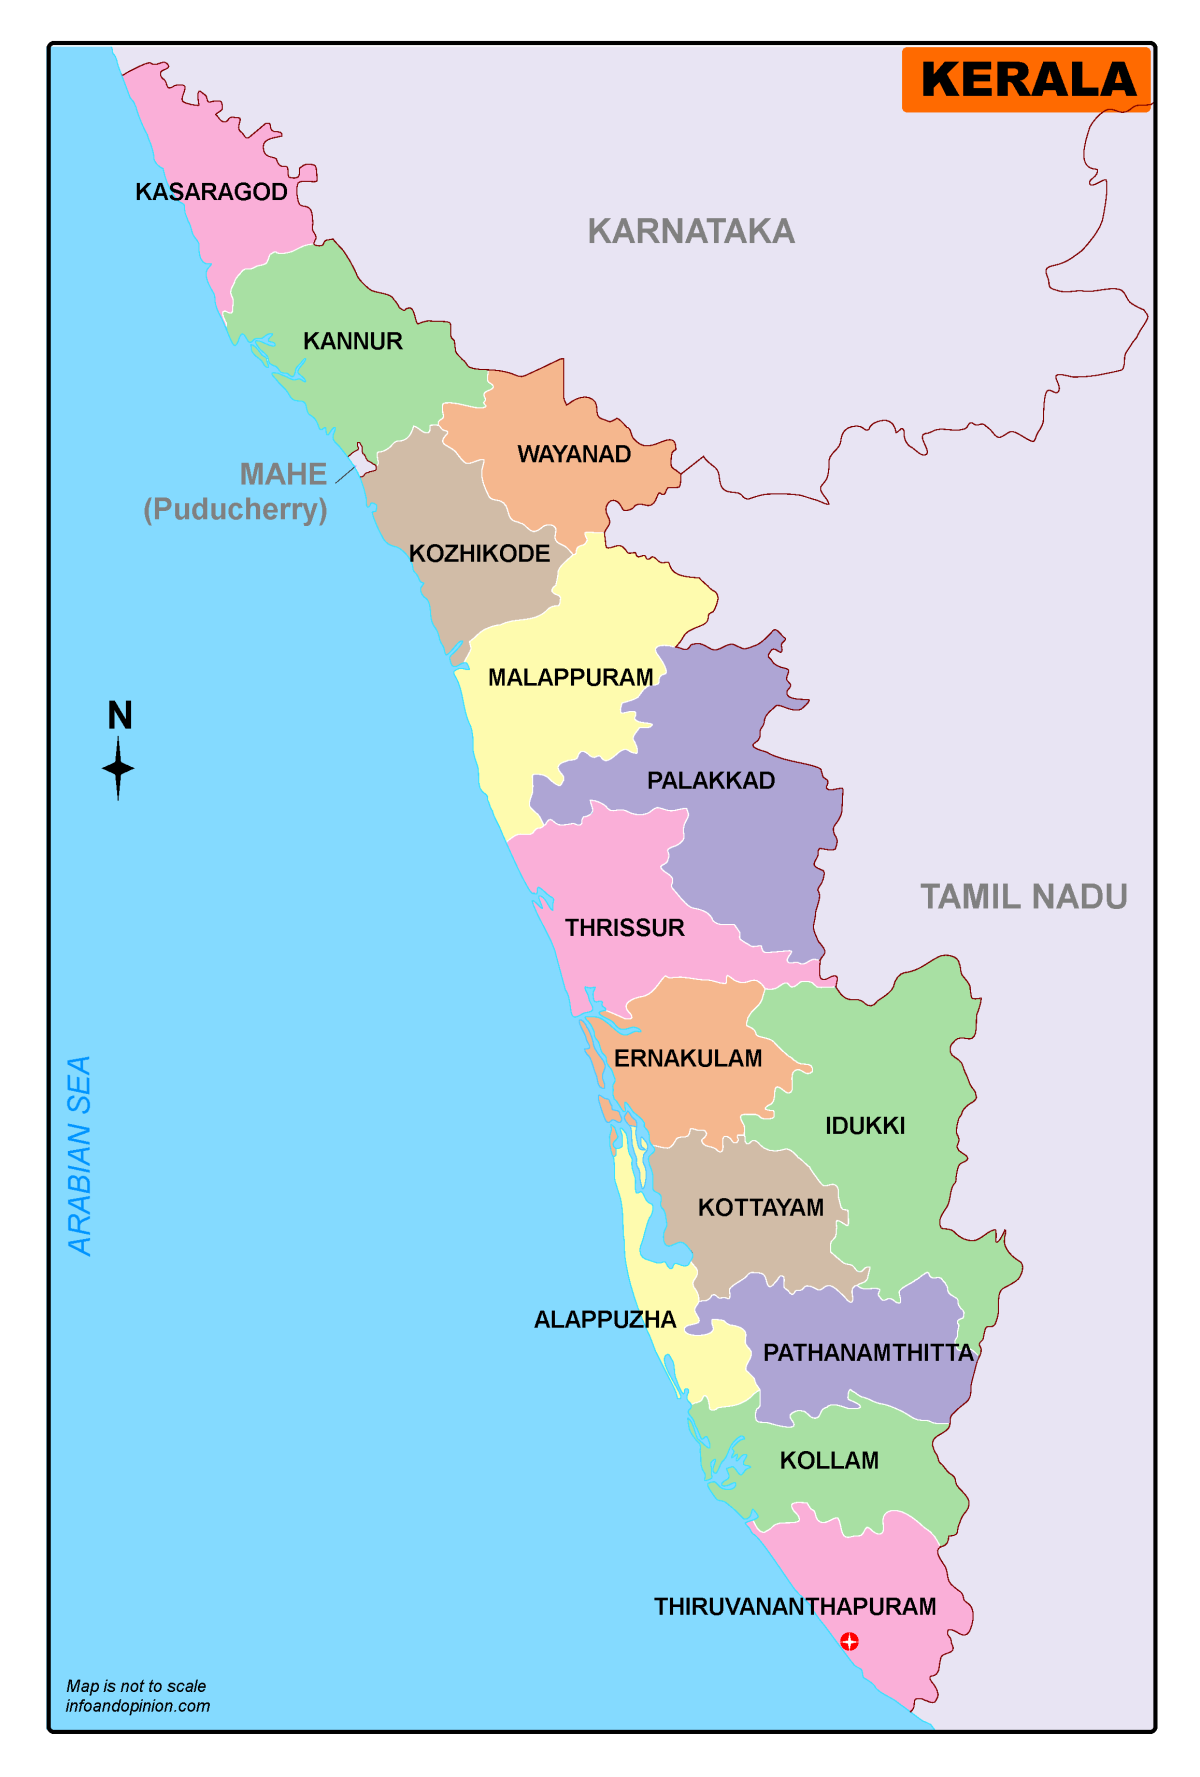 KERALA
KASARAGOD
KARNATAKA
KANNUR
WAYANAD
MAHE
(Puducherry)
KOZHIKODE
MALAPPURAM
N
PALAKKAD
TAMIL NADU
THRISSUR
ERNAKULAM
IDUKKI
ARABIAN SEA
KOTTAYAM
ALAPPUZHA
PATHANAMTHITTA
KOLLAM
THIRUVANANTHAPURAM
Map is not to scale
infoandopinion.com